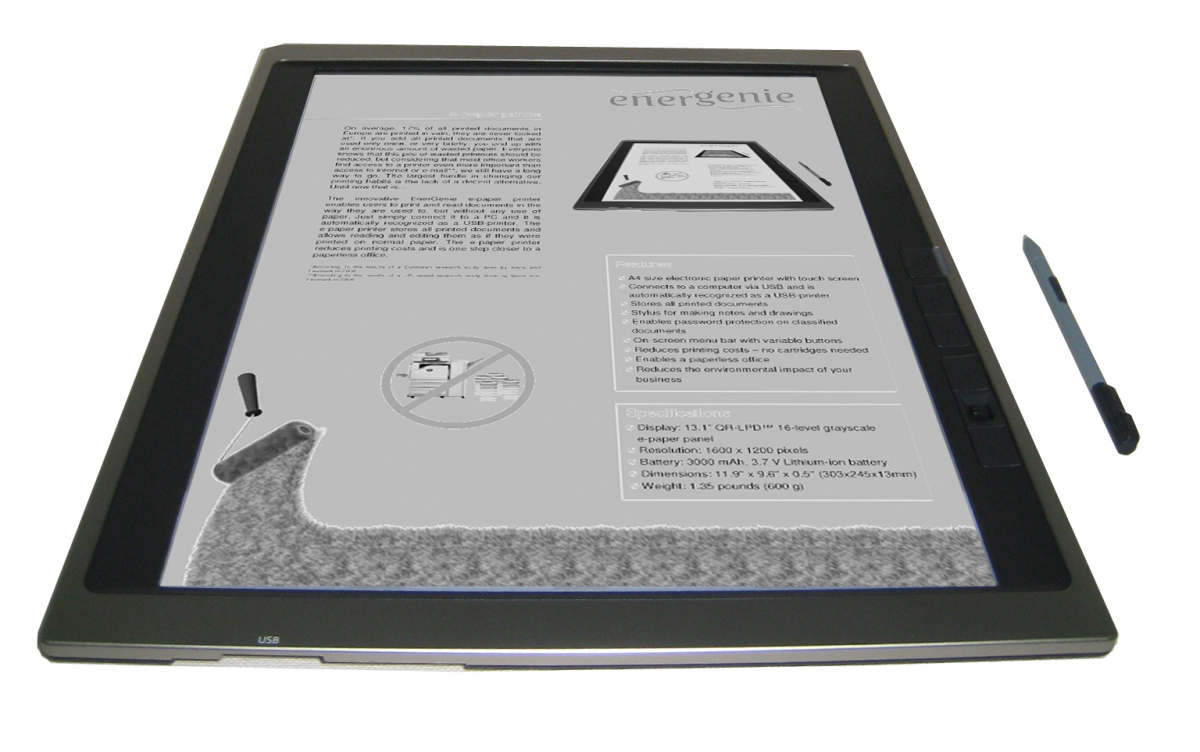 energenie
e-paper printer
On average, 17% of all printed documents in
Europe are printed in vain, they are never looked
at*. If you add all printed documents that are
used only once, or very briefly, you end up with
an enormous amount of wasted paper. Everyone
knows that this pile of wasted printouts should be
reduced, but considering that most office workers
find access to a printer even more important than
access to internet or e-mail**, we still have a long
way to go. The largest hurdle in changing our
printing habits is the lack of a decent alternative.
Until now that is...
The innovative EnerGenie e-paper printer
enables users to print and read documents in the
way they are used to, but without any use of
paper. Just simply connect it to a PC and it is
automatically recognized as a USB-printer. The
e-paper printer stores all printed documents and
allows reading and editing them as if they were
printed on normal paper. The e-paper printer
reduces printing costs and is one step closer to a
paperless office.
Features
A4 size electronic paper printer with touch screen
Connects to a computer via USB and is
automatically recognized as a USB-printer
Stores all printed documents
Stylus for making notes and drawings
Enables password protection on classified
documents
On-screen menu bar with variable buttons
Reduces printing costs – no cartridges needed
Enables a paperless office
Reduces the environmental impact of your
business
Specifications
Display: 13.1" QR-LPD™ 16-level grayscale
e-paper panel
Resolution: 1600 x 1200 pixels
Battery: 3000 mAh, 3.7 V Lithium-ion battery
Dimensions: 11.9" x 9.6" x 0.5" (303x245x13mm)
Weight: 1.35 pounds (600 g)
USB